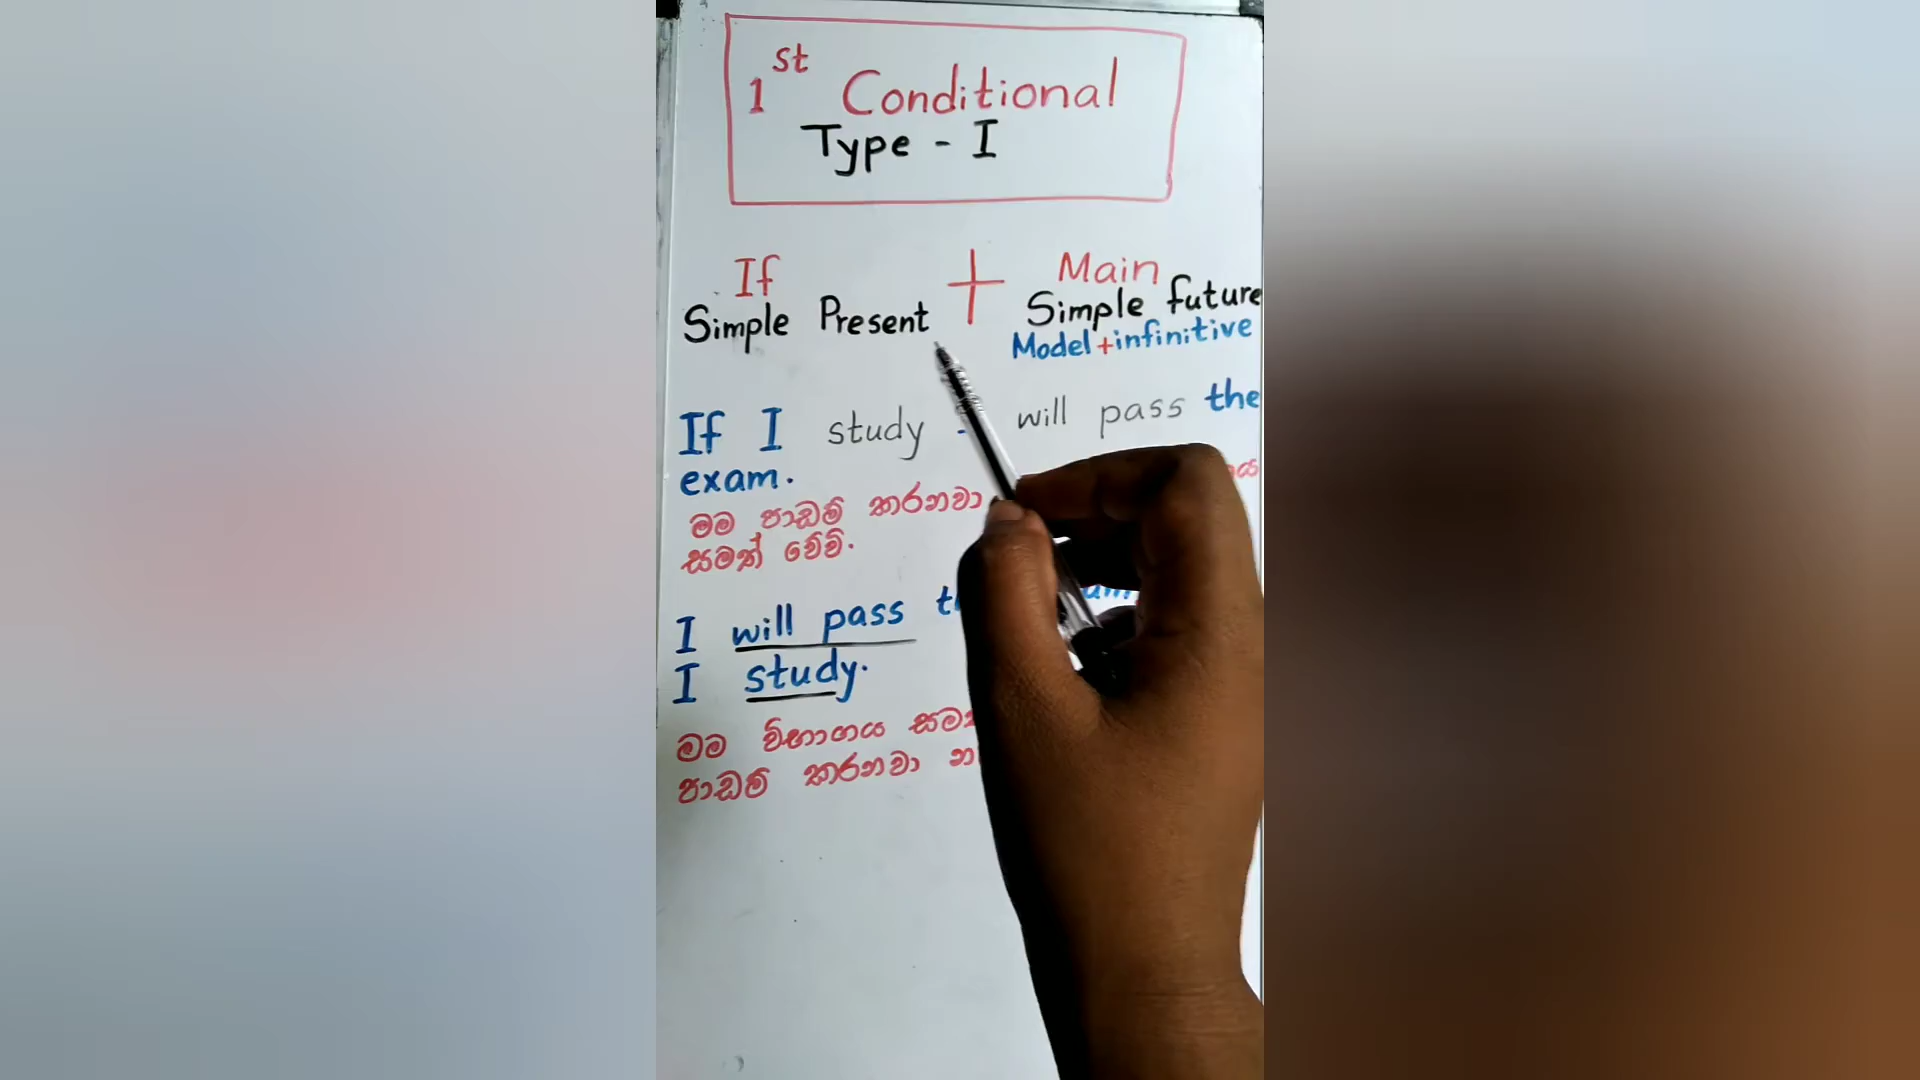 1st Conditional
Type - I
If + Main
Simple Present Simple future
Model + infinitive
If I study will pass the
exam.
මම පාඩම් කරනවා
සමත් වේවි.
I will pass
I study.
මම විභාගය
පාඩම් කරනවා